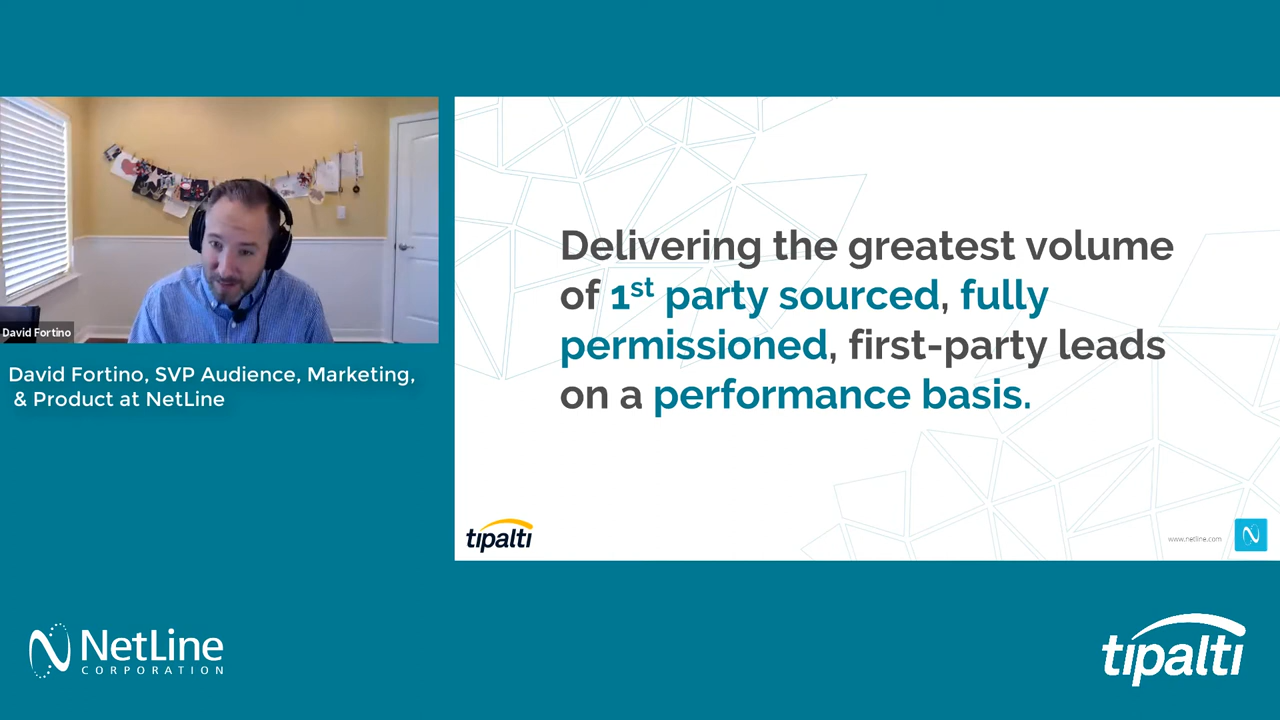 David Fortino
David Fortino, SVP Audience, Marketing,
& Product at NetLine
Delivering the greatest volume
of 1st party sourced, fully
permissioned, first-party leads
on a performance basis.
tipalti
www.netline.com
NetLine
CORPORATION
tipalti